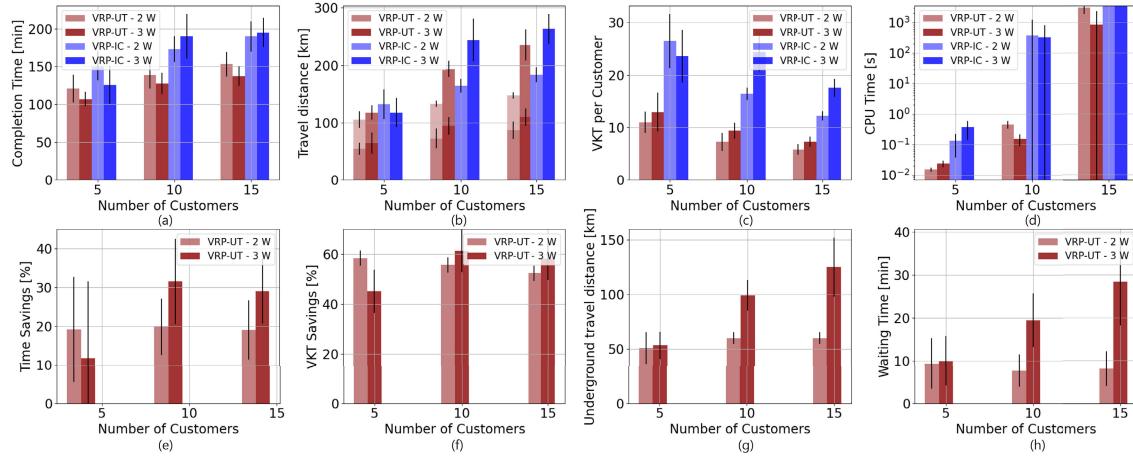 Completion Time [min]
200
150
100
50
0
VRP-UT - 2 W
VRP-UT - 3 W
VRP-IC - 2 W
VRP-IC - 3 W
5
10
15
Number of Customers
(a)
Travel distance [km]
300
200
100
0
VRP-UT - 2 W
VRP-UT - 3 W
VRP-IC - 2 W
VRP-IC - 3 W
5
10
15
Number of Customers
(b)
VKT per Customer
30
20
10
0
VRP-UT - 2 W
VRP-UT - 3 W
VRP-IC - 2 W
VRP-IC - 3 W
5
10
15
Number of Customers
(c)
CPU Time [s]
10³
10²
10¹
10⁰
10⁻¹
10⁻²
VRP-UT - 2 W
VRP-UT - 3 W
VRP-IC - 2 W
VRP-IC - 3 W
5
10
15
Number of Customers
(d)
Time Savings [%]
40
30
20
10
0
VRP-UT - 2 W
VRP-UT - 3 W
5
10
15
Number of Customers
(e)
VKT Savings [%]
60
40
20
0
VRP-UT - 2 W
VRP-UT - 3 W
5
10
15
Number of Customers
(f)
Underground travel distance [km]
150
100
50
0
5
10
15
Number of Customers
(g)
Waiting Time [min]
40
30
20
10
0
VRP-UT - 2 W
VRP-UT - 3 W
5
10
15
Number of Customers
(h)